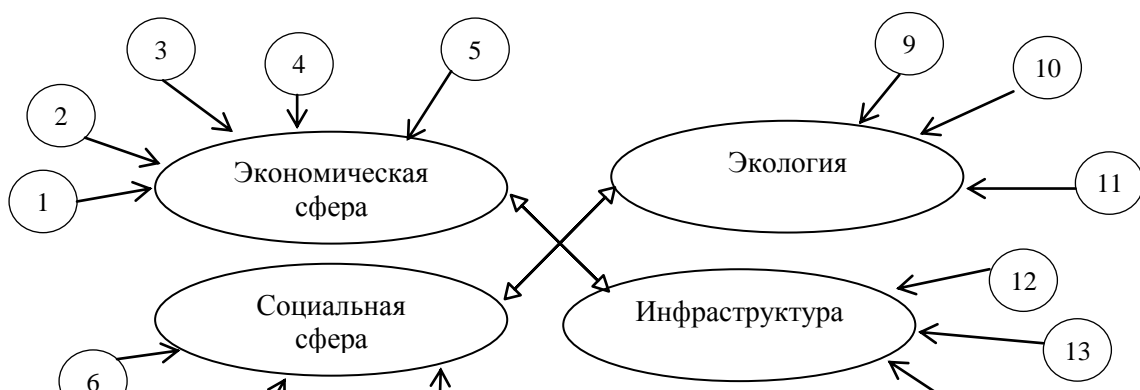 3
4
5
9
10
2
1
Экономическая
сфера
Экология
11
Социальная
сфера
Инфраструктура
12
13
6